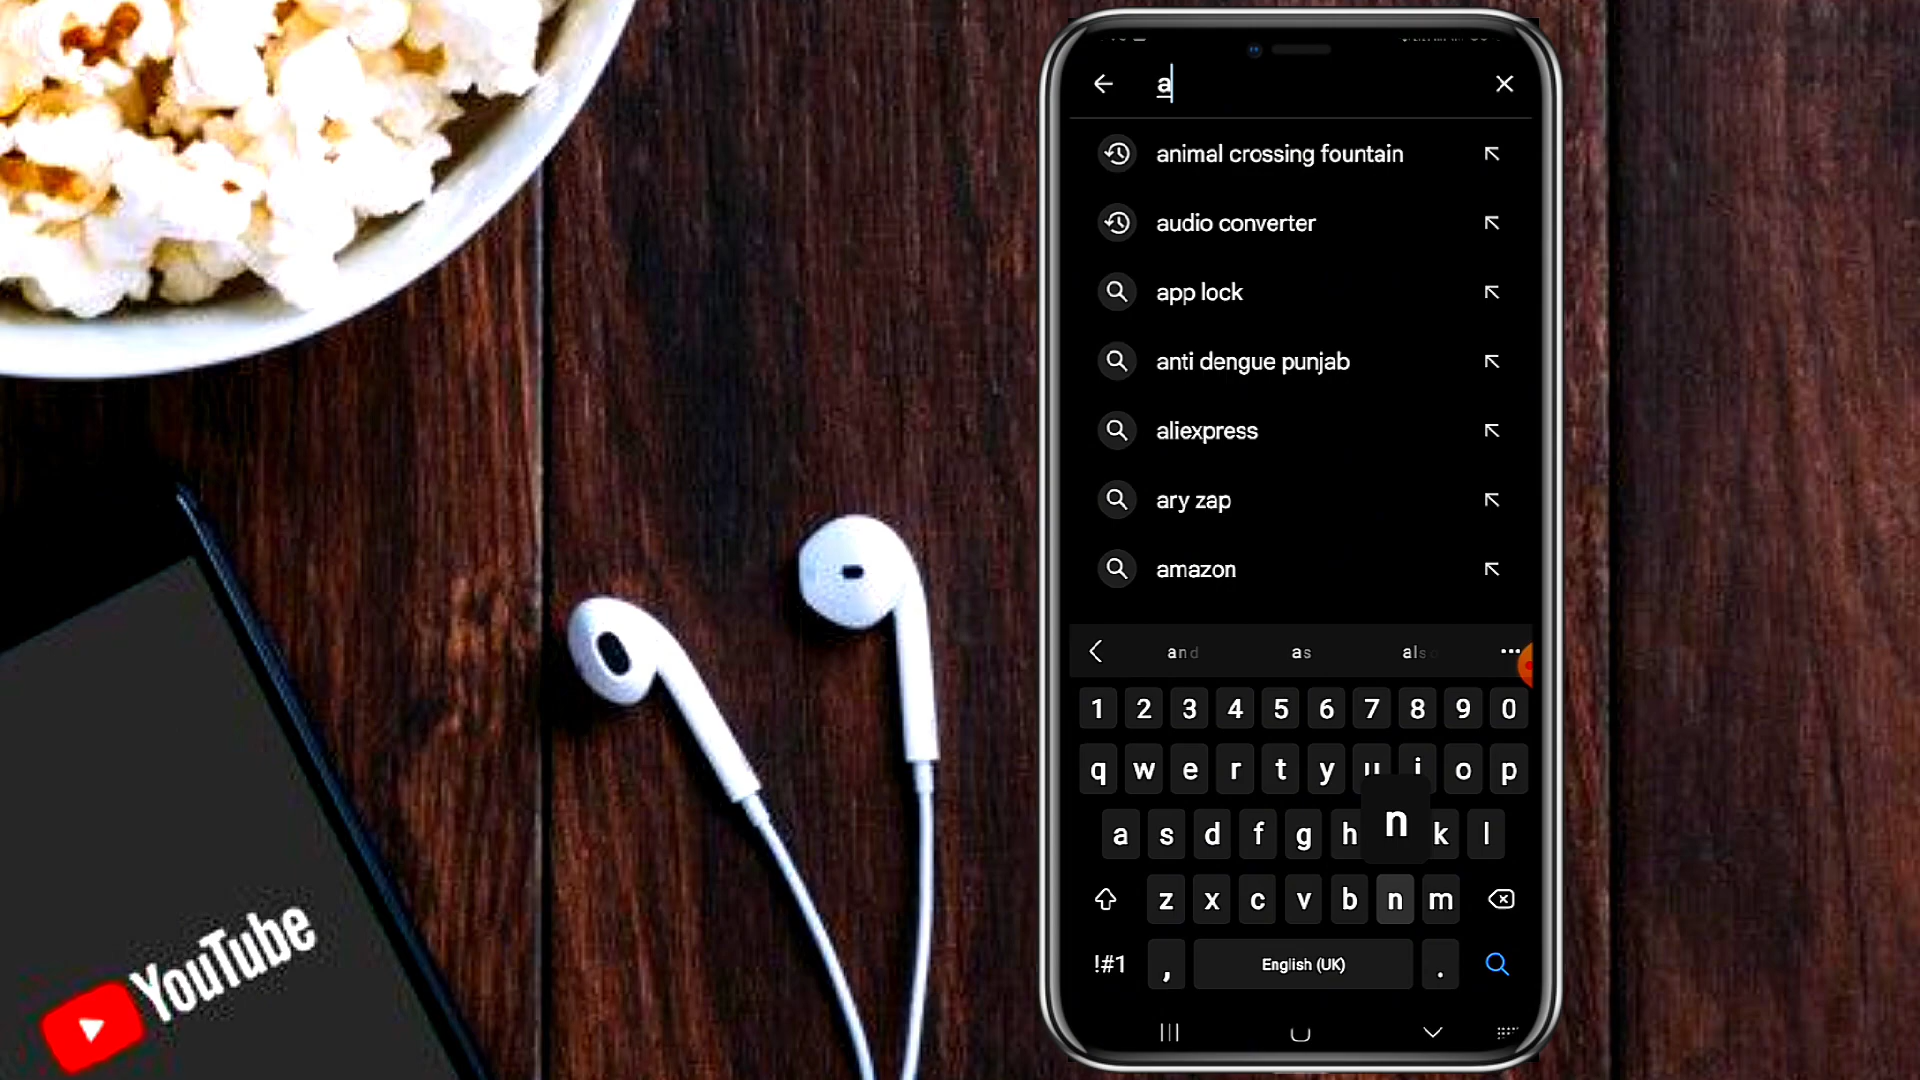 a
animal crossing fountain
audio converter
app lock
anti dengue punjab
aliexpress
ary zap
amazon
and as also
1 2 3 4 5 6 7 8 9 0
q w e r t y u i o p
a s d f g h n k l
z x c v b n m
!#1 , English (UK) .
YouTube